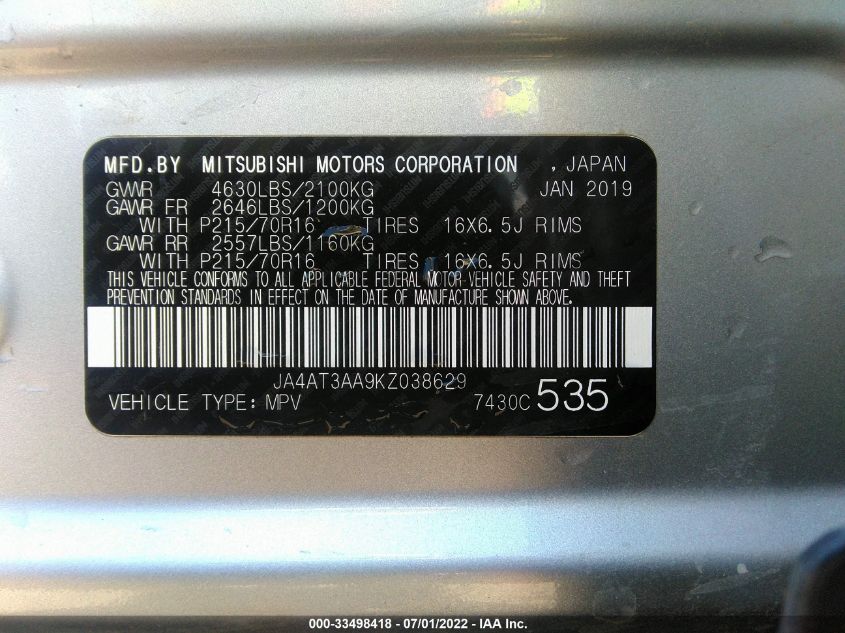 MFD.BY MITSUBISHI MOTORS CORPORATION , JAPAN
GVWR 4630LBS/2100KG JAN 2019
GAWR FR 2646LBS/1200KG
WITH P215/70R16 TIRES 16X6.5J RIMS
GAWR RR 2557LBS/1160KG
WITH P215/70R16 TIRES 16X6.5J RIMS
THIS VEHICLE CONFORMS TO ALL APPLICABLE FEDERAL MOTOR-VEHICLE SAFETY AND THEFT
PREVENTION STANDARDS IN EFFECT ON THE DATE OF MANUFACTURE SHOWN ABOVE.
JA4AT3AA9KZ038629
VEHICLE TYPE: MPV 7430C 535
000-33498418 - 07/01/2022 - IAA Inc.